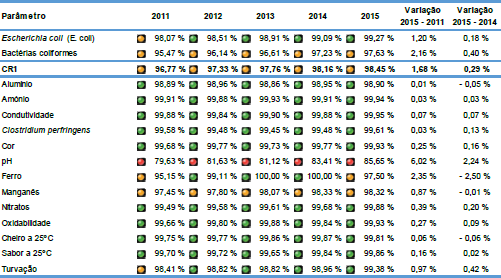 Parâmetro 2011 2012 2013 2014 2015 Variação 2015 - 2011 Variação 2015 - 2014
Escherichia coli (E. coli) 98,07 % 98,51 % 98,91 % 99,09 % 99,27 % 1,20 % 0,18 %
Bactérias coliformes 95,47 % 96,14 % 96,61 % 97,23 % 97,63 % 2,16 % 0,40 %
CR1 96,77 % 97,33 % 97,76 % 98,16 % 98,45 % 1,68 % 0,29 %
Alumínio 98,89 % 98,96 % 98,86 % 98,95 % 98,90 % 0,01 % - 0,05 %
Amónio 99,91 % 99,88 % 99,93 % 99,91 % 99,94 % 0,03 % 0,03 %
Condutividade 99,88 % 99,84 % 99,90 % 99,88 % 99,95 % 0,07 % 0,07 %
Clostridium perfringens 99,58 % 99,48 % 99,45 % 99,48 % 99,61 % 0,03 % 0,13 %
Cor 99,68 % 99,77 % 99,73 % 99,77 % 99,93 % 0,25 % 0,16 %
pH 79,63 % 81,63 % 81,12 % 83,41 % 85,65 % 6,02 % 2,24 %
Ferro 95,15 % 99,11 % 100,00 % 100,00 % 97,50 % 2,35 % - 2,50 %
Manganês 97,45 % 97,80 % 98,07 % 98,33 % 98,32 % 0,87 % -0,01 %
Nitratos 99,49 % 99,58 % 99,61 % 99,68 % 99,88 % 0,39 % 0,20 %
Oxidabilidade 99,66 % 99,80 % 99,88 % 99,84 % 99,93 % 0,27 % 0,09 %
Cheiro a 25ºC 99,75 % 99,77 % 99,86 % 99,87 % 99,81 % 0,06 % -0,06 %
Sabor a 25ºC 99,70 % 99,72 % 99,65 % 99,84 % 99,86 % 0,16 % 0,02 %
Turvação 98,41 % 98,82 % 98,82 % 98,96 % 99,38 % 0,97 % 0,42 %